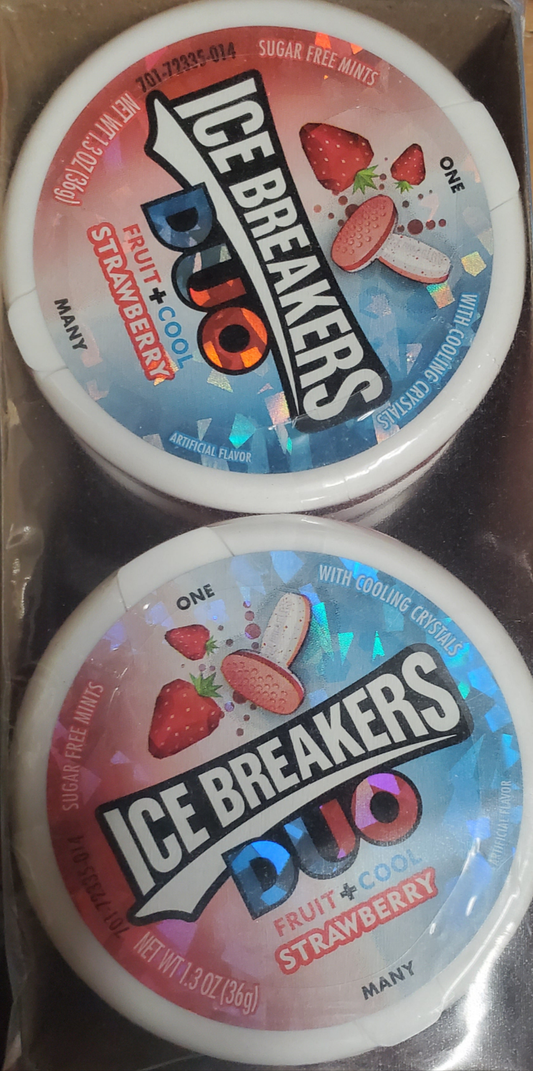 701-72335-014
SUGAR FREE MINTS
NET WT 1.3 OZ (36g)
ICE BREAKERS
DUO
FRUIT + COOL
STRAWBERRY
ONE
MANY
WITH COOLING CRYSTALS
ARTIFICIAL FLAVOR
ONE
WITH COOLING CRYSTALS
SUGAR FREE MINTS
ICE BREAKERS
DUO
FRUIT + COOL
STRAWBERRY
ARTIFICIAL FLAVOR
701-72335-014
NET WT 1.3 OZ (36g)
MANY